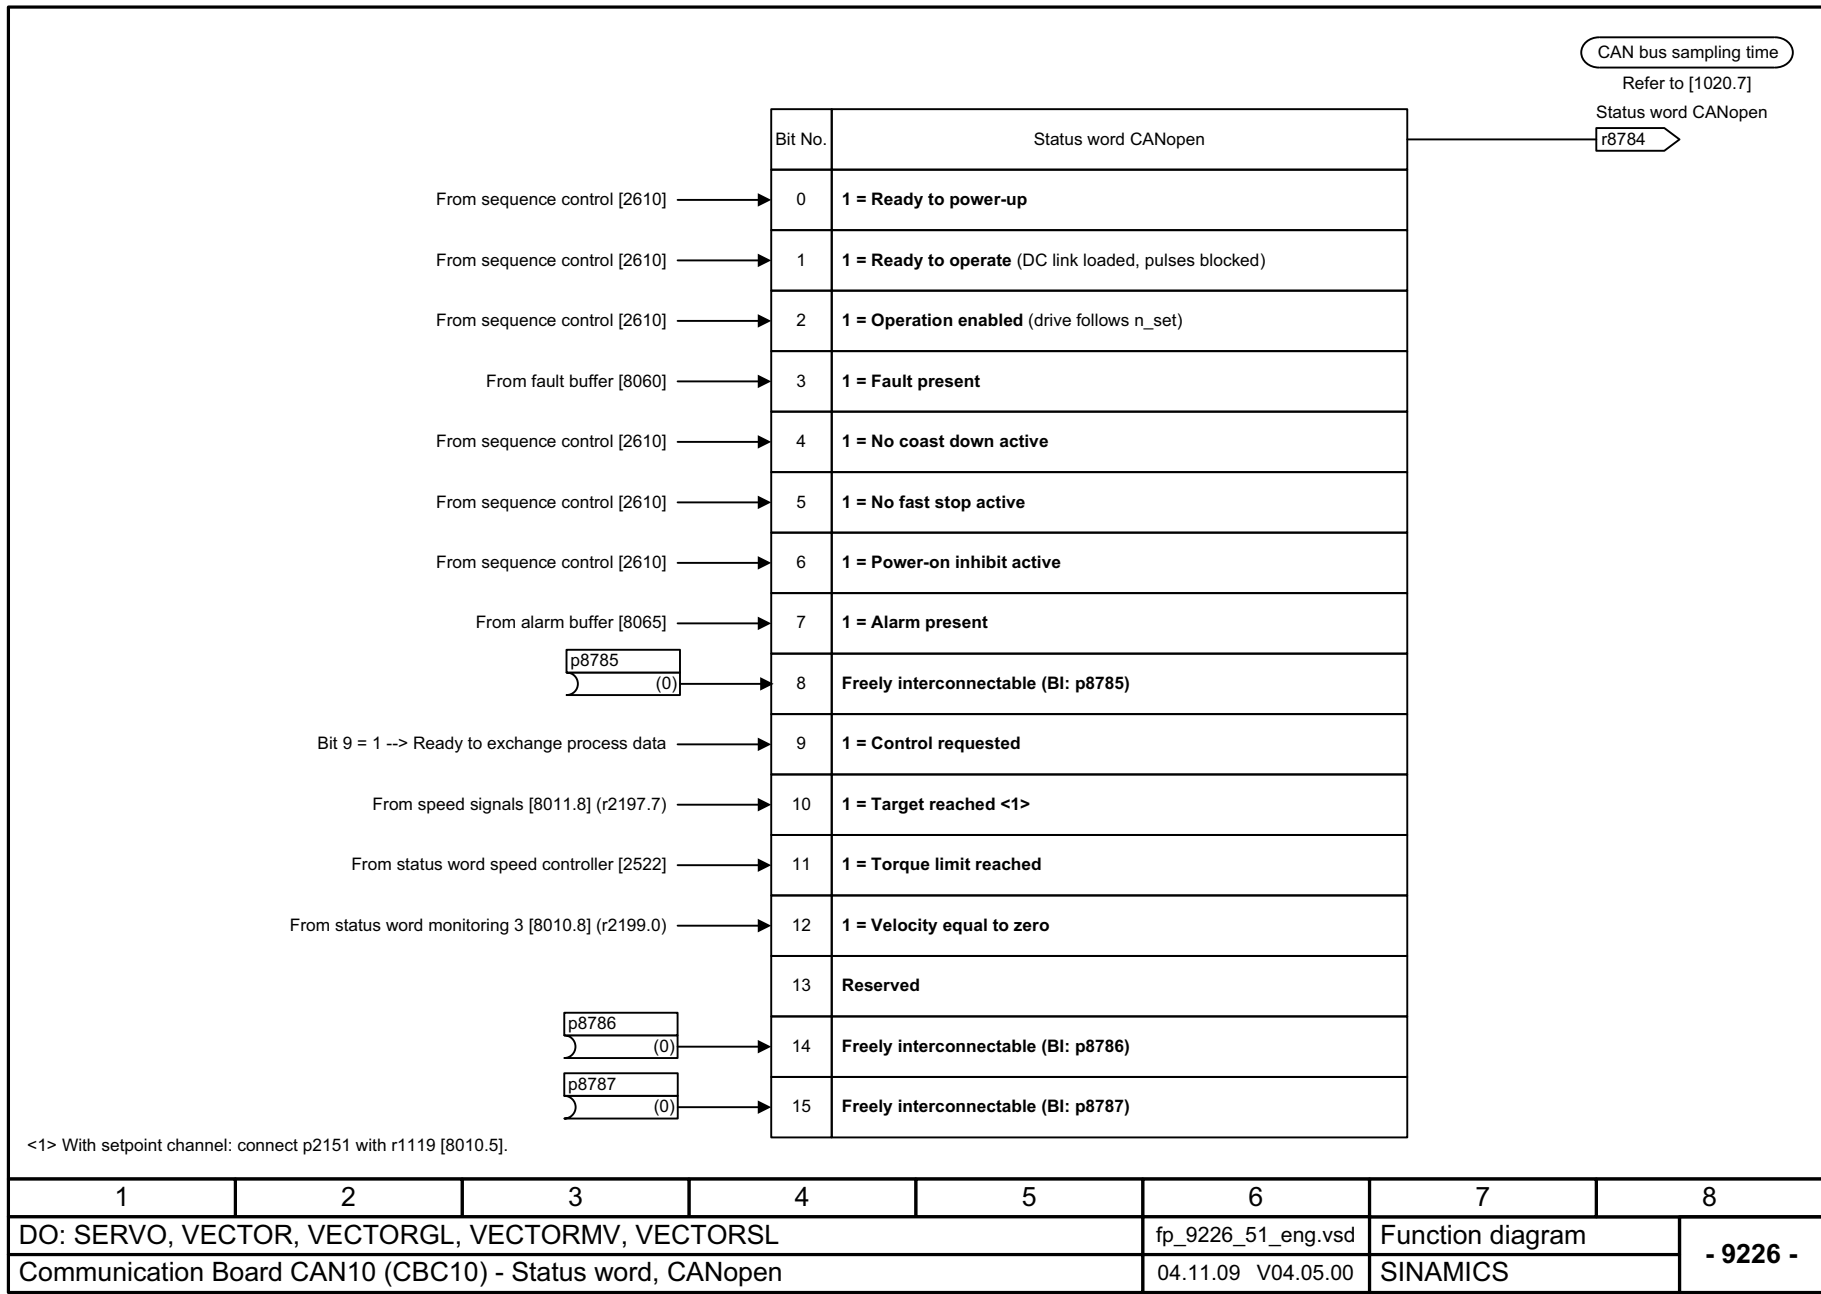 CAN bus sampling time
Refer to [1020.7]
Status word CANopen
r8784
Bit No. Status word CANopen
From sequence control [2610] 0 1 = Ready to power-up
From sequence control [2610] 1 1 = Ready to operate (DC link loaded, pulses blocked)
From sequence control [2610] 2 1 = Operation enabled (drive follows n_set)
From fault buffer [8060] 3 1 = Fault present
From sequence control [2610] 4 1 = No coast down active
From sequence control [2610] 5 1 = No fast stop active
From sequence control [2610] 6 1 = Power-on inhibit active
From alarm buffer [8065] 7 1 = Alarm present
p8785
(0) 8 Freely interconnectable (BI: p8785)
Bit 9 = 1 --> Ready to exchange process data 9 1 = Control requested
From speed signals [8011.8] (r2197.7) 10 1 = Target reached <1>
From status word speed controller [2522] 11 1 = Torque limit reached
From status word monitoring 3 [8010.8] (r2199.0) 12 1 = Velocity equal to zero
13 Reserved
p8786
(0) 14 Freely interconnectable (BI: p8786)
p8787
(0) 15 Freely interconnectable (BI: p8787)
<1> With setpoint channel: connect p2151 with r1119 [8010.5].
1 2 3 4 5 6 7 8
DO: SERVO, VECTOR, VECTORGL, VECTORMV, VECTORSL fp_9226_51_eng.vsd Function diagram
- 9226 -
Communication Board CAN10 (CBC10) - Status word, CANopen 04.11.09 V04.05.00 SINAMICS